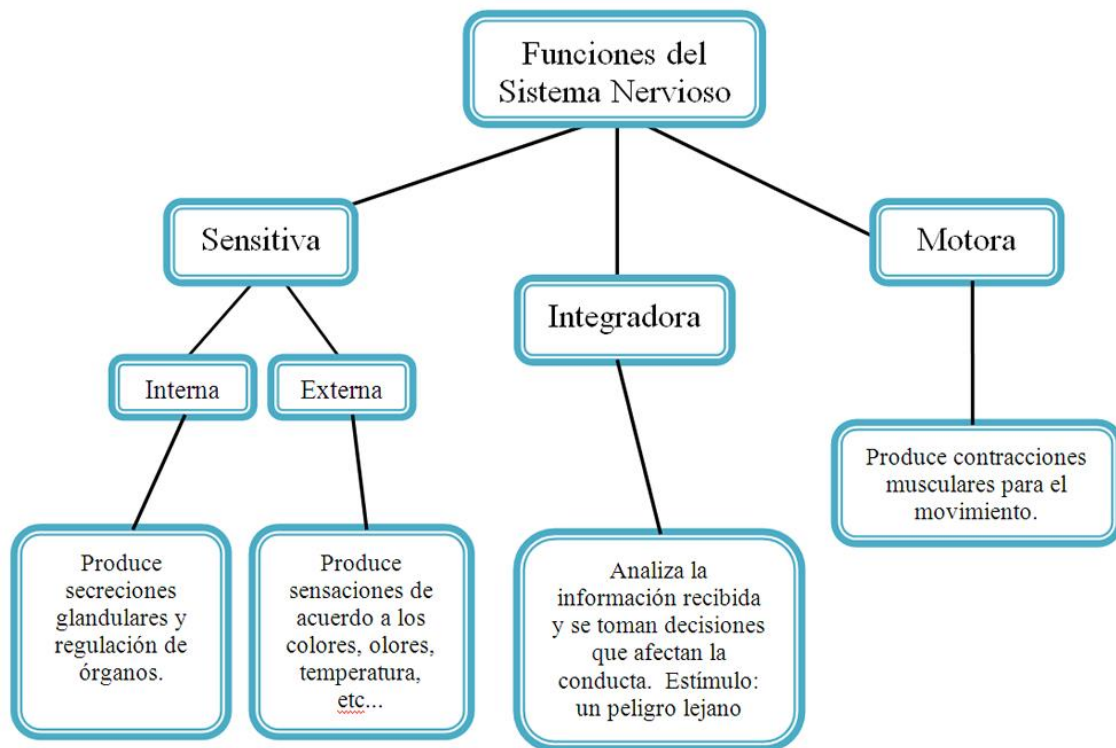 Funciones del
Sistema Nervioso
Sensitiva
Integradora
Motora
Interna
Externa
Produce
secreciones
glandulares y
regulación de
órganos.
Produce
sensaciones de
acuerdo a los
colores, olores,
temperatura,
etc...
Analiza la
información recibida
y se toman decisiones
que afectan la
conducta. Estímulo:
un peligro lejano
Produce contracciones
musculares para el
movimiento.